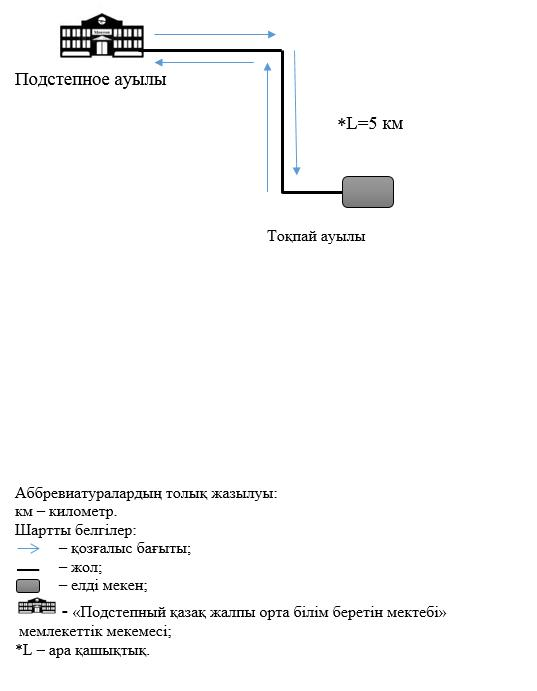 Подстепное ауылы
*L=5 км
Тоқпай ауылы
Аббревиатуралардың толық жазылуы:
км – километр.
Шартты белгілер:
– қозғалыс бағыты;
– жол;
– елді мекен;
- «Подстепный қазақ жалпы орта білім беретін мектебі»
мемлекеттік мекемесі;
*L – ара қашықтық.